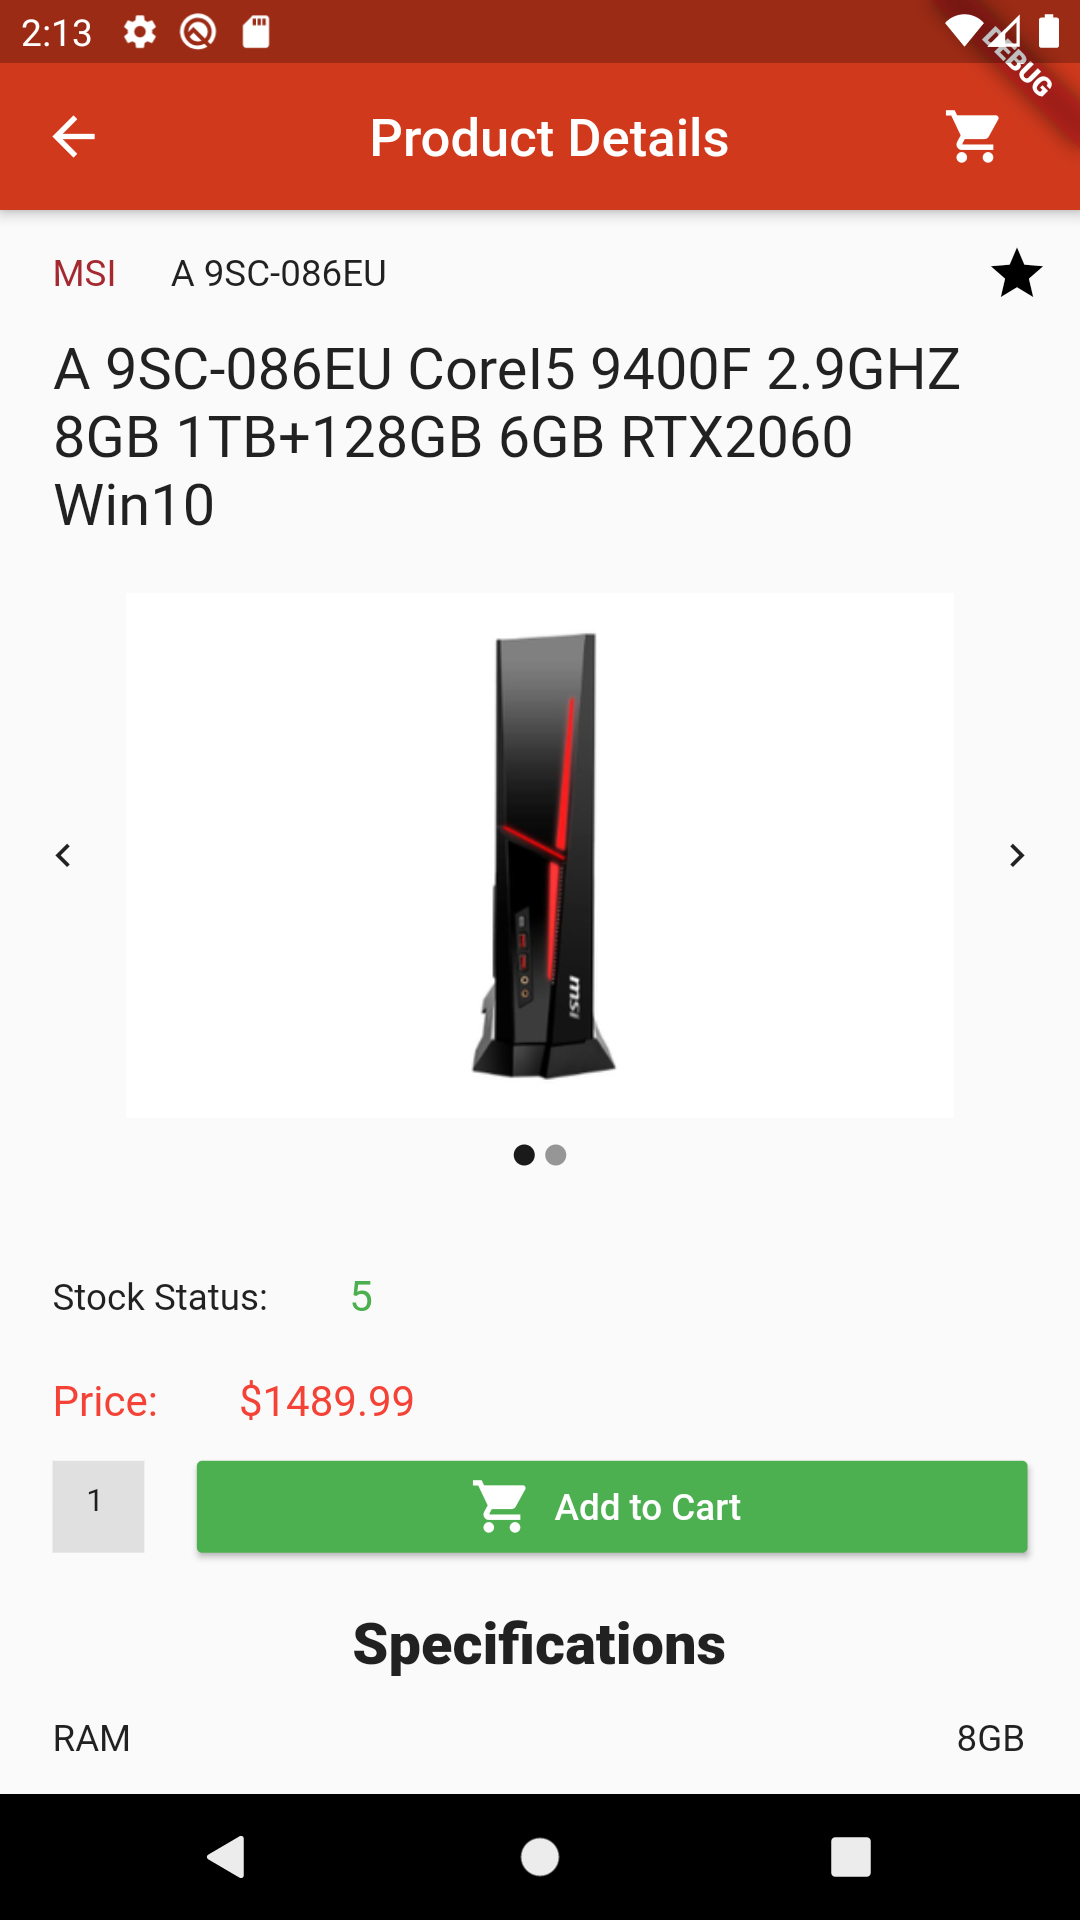 2:13
DEBUG
Product Details
MSI A 9SC-086EU
A 9SC-086EU CoreI5 9400F 2.9GHZ
8GB 1TB+128GB 6GB RTX2060
Win10
msi
Stock Status: 5
Price: $1489.99
1 Add to Cart
Specifications
RAM 8GB